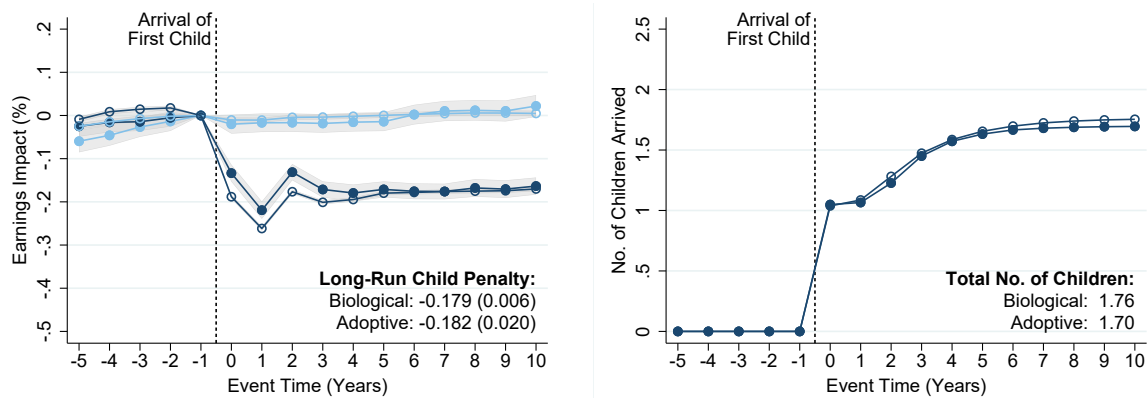 Arrival of
First Child
.2
.1
0
-.1
-.2
-.3
-.4
-.5
Earnings Impact (%)
Long-Run Child Penalty:
Biological: -0.179 (0.006)
Adoptive: -0.182 (0.020)
-5 -4 -3 -2 -1 0 1 2 3 4 5 6 7 8 9 10
Event Time (Years)
Arrival of
First Child
2.5
2
1.5
1
.5
0
No. of Children Arrived
Total No. of Children:
Biological: 1.76
Adoptive: 1.70
-5 -4 -3 -2 -1 0 1 2 3 4 5 6 7 8 9 10
Event Time (Years)